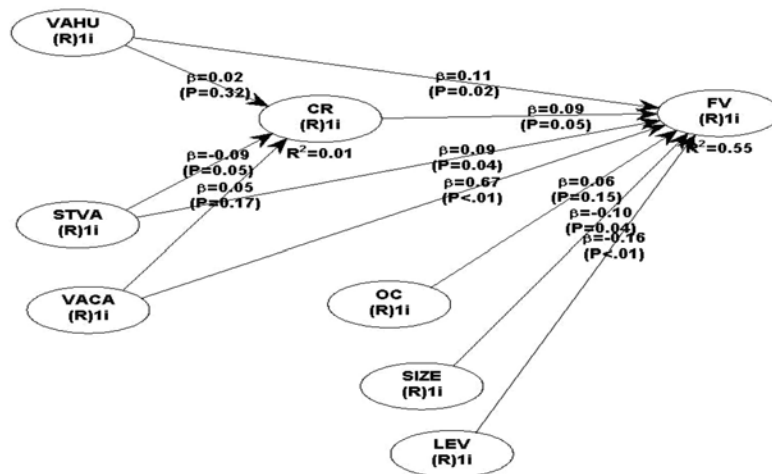 VAHU
(R)1i
β=0.02
(P=0.32)
β=0.11
(P=0.02)
CR
(R)1i
R²=0.01
β=0.09
(P=0.05)
FV
(R)1i
R²=0.55
β=-0.09
(P=0.05)
β=0.09
(P=0.04)
β=0.05
(P=0.17)
β=0.67
(P<.01)
STVA
(R)1i
β=0.06
(P=0.15)
β=-0.10
(P=0.04)
β=-0.16
(P<.01)
VACA
(R)1i
OC
(R)1i
SIZE
(R)1i
LEV
(R)1i